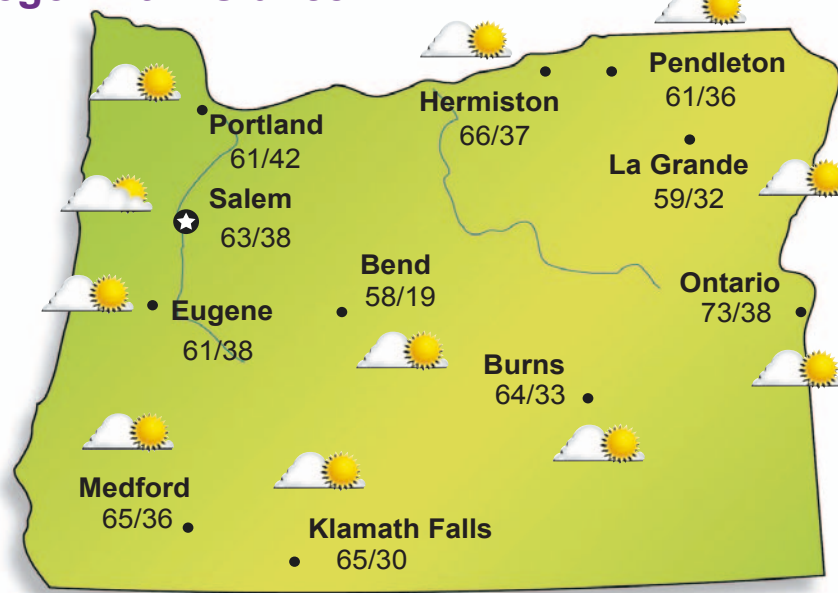 Pendleton
61/36
Hermiston
66/37
Portland
61/42
La Grande
59/32
Salem
63/38
Bend
58/19
Ontario
73/38
Eugene
61/38
Burns
64/33
Medford
65/36
Klamath Falls
65/30